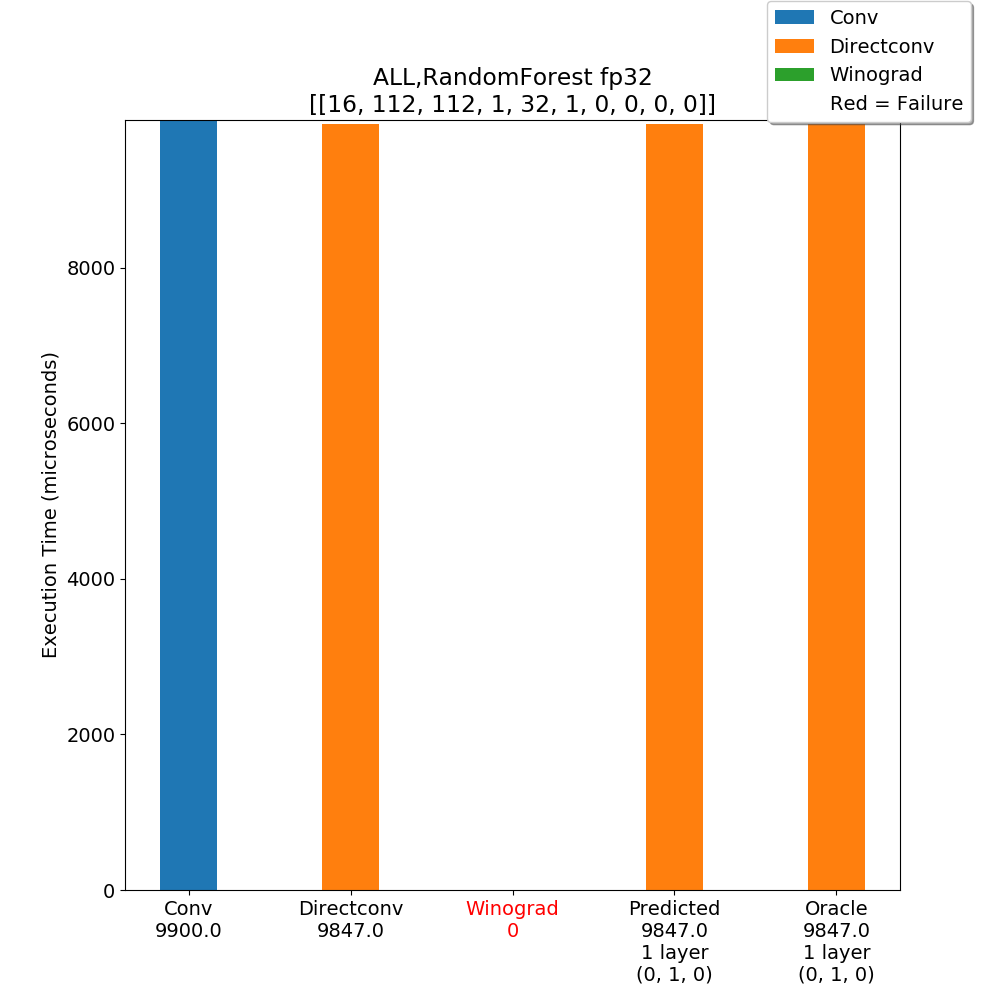 Conv
Directconv
Winograd
Red = Failure
ALL,RandomForest fp32
[[16, 112, 112, 1, 32, 1, 0, 0, 0, 0]]
Execution Time (microseconds)
8000
6000
4000
2000
0
Conv
9900.0
Directconv
9847.0
Winograd
0
Predicted
9847.0
1 layer
(0, 1, 0)
Oracle
9847.0
1 layer
(0, 1, 0)